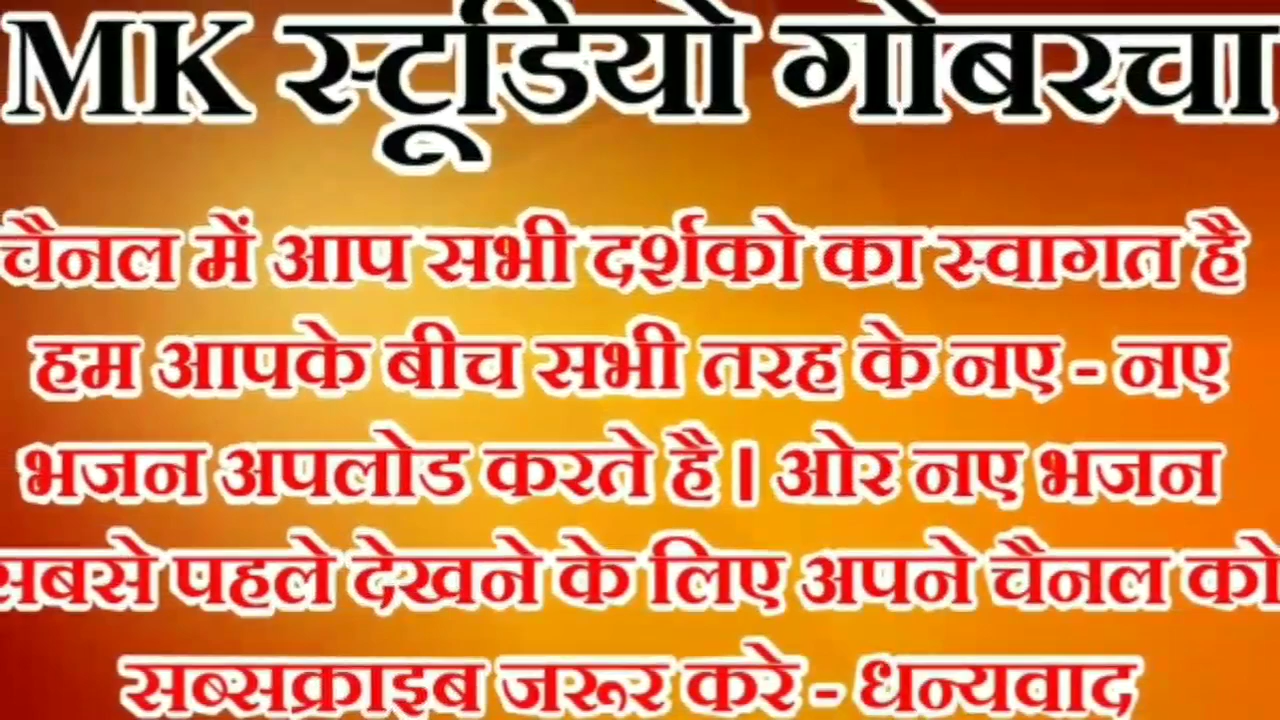 MK स्टूडियो गोबरचा
चैनल में आप सभी दर्शको का स्वागत है
हम आपके बीच सभी तरह के नए - नए
भजन अपलोड करते है । ओर नए भजन
सबसे पहले देखने के लिए अपने चैनल को
सब्सक्राइब जरूर करे - धन्यवाद